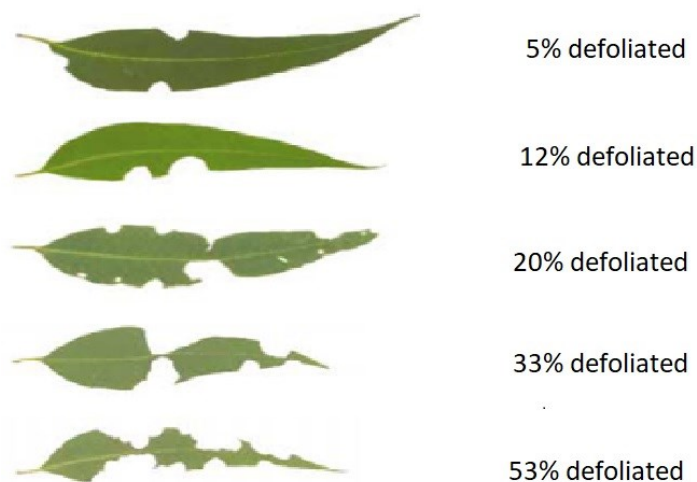 5% defoliated
12% defoliated
20% defoliated
33% defoliated
53% defoliated